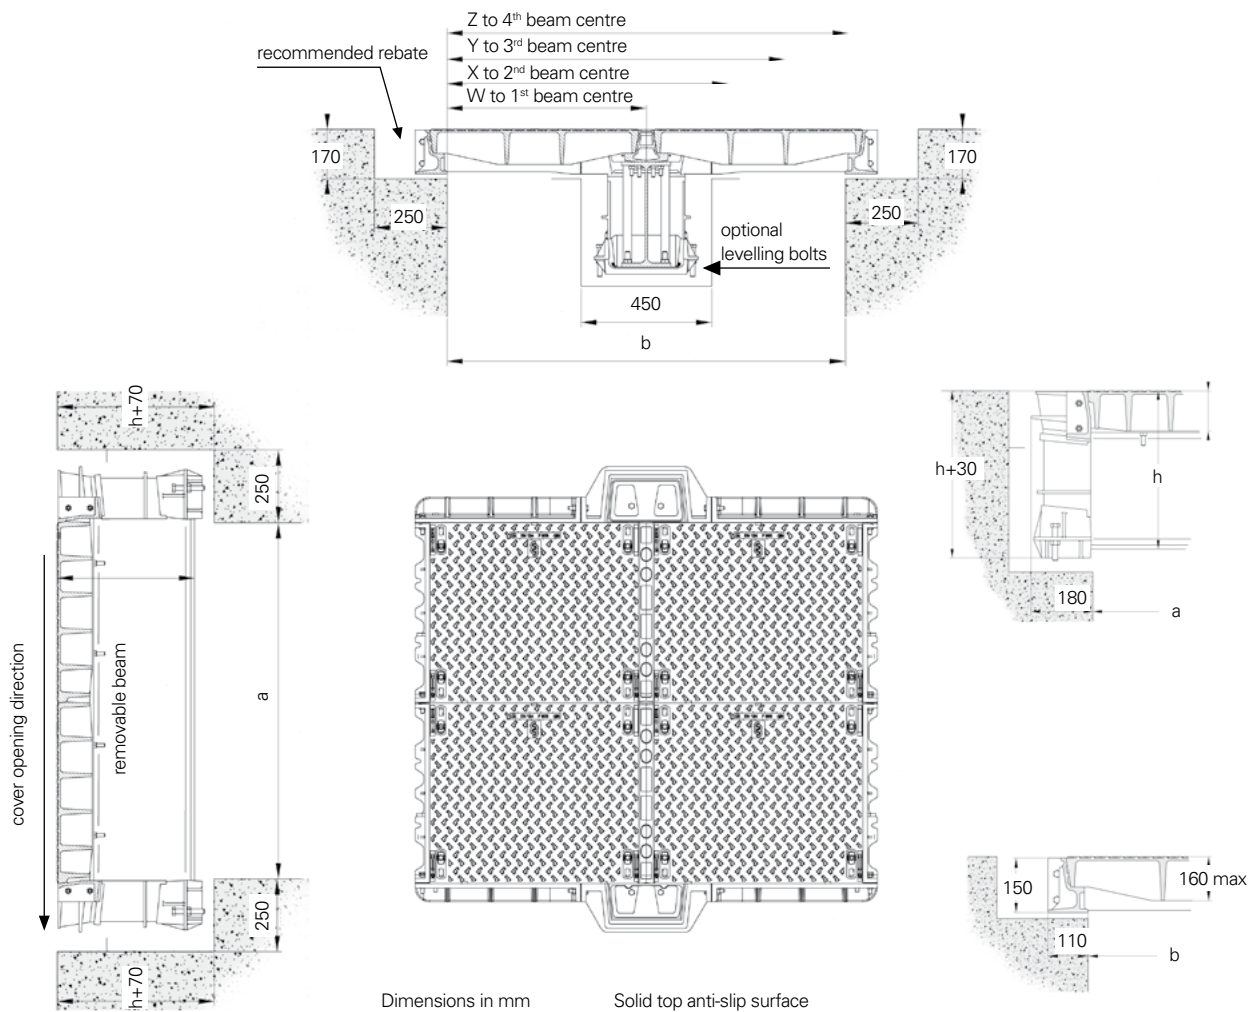 Z to 4th beam centre
Y to 3rd beam centre
X to 2nd beam centre
W to 1st beam centre
recommended rebate
170
170
250
250
optional
levelling bolts
450
b
h+70
250
cover opening direction
removable beam
a
250
h+70
h+30
h
180
a
150
160 max
110
b
Dimensions in mm
Solid top anti-slip surface